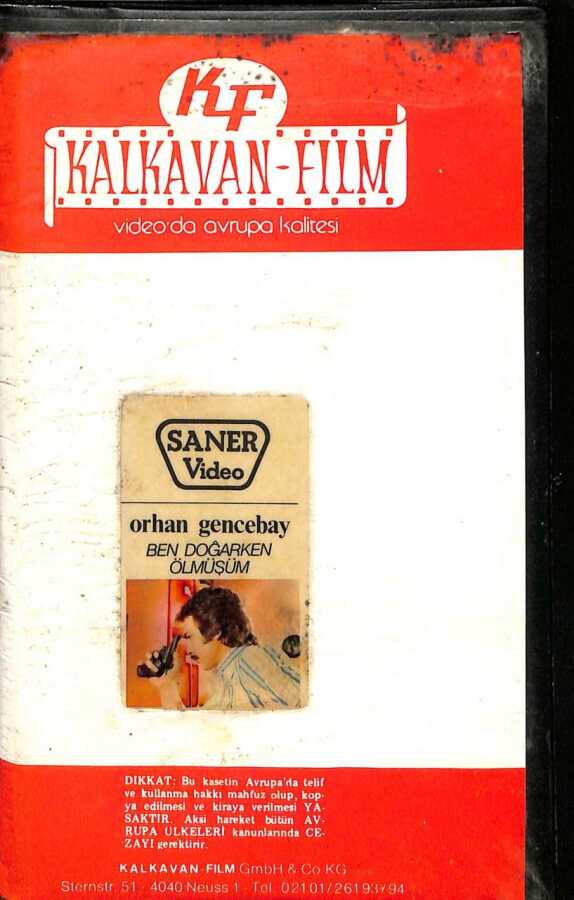 KF
KALKAVAN-FILM
video'da avrupa kalitesi
SANER
Video
orhan gencebay
BEN DOĞARKEN
ÖLMÜŞÜM
DIKKAT: Bu kasetin Avrupa'da telif
ve kullanma hakkı mahfuz olup, kop-
ya edilmesi ve kiraya verilmesi YA-
SAKTIR. Aksi hareket bütün AV-
RUPA ÜLKELERİ kanunlarında CE-
ZAYI gerektirir.
KALKAVAN-FILM GmbH & Co KG
Sternstr. 51 · 4040 Neuss 1 · Tel. 02101/26193+94